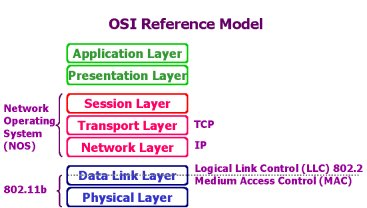 OSI Reference Model
Application Layer
Presentation Layer
Network
Operating
System
(NOS)
Session Layer
Transport Layer
TCP
Network Layer
IP
802.11b
Data Link Layer
Logical Link Control (LLC) 802.2
Medium Access Control (MAC)
Physical Layer